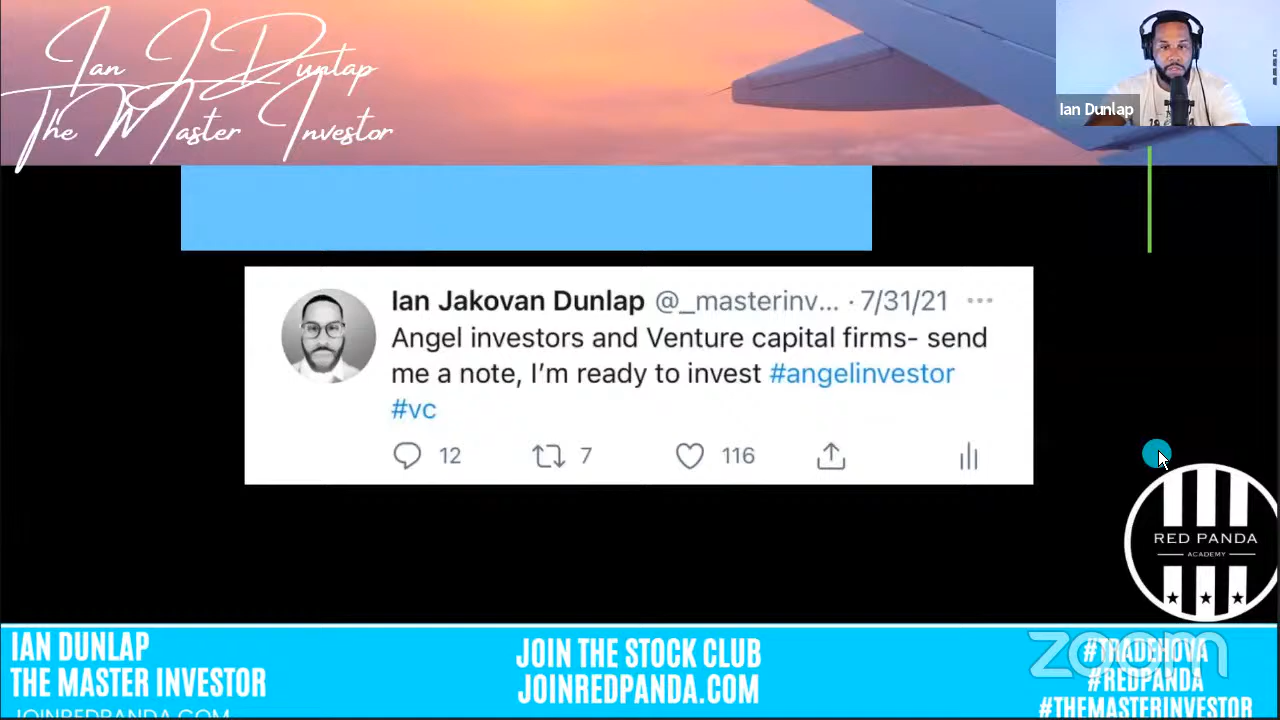 Ian J Dunlap
The Master Investor
Ian Dunlap
Ian Jakovan Dunlap @_masterinv... · 7/31/21
Angel investors and Venture capital firms- send
me a note, I'm ready to invest #angelinvestor
#vc
12 7 116
RED PANDA
ACADEMY
IAN DUNLAP
THE MASTER INVESTOR
JOINREDPANDA.COM
JOIN THE STOCK CLUB
JOINREDPANDA.COM
zoom
#TRADEHOVA
#REDPANDA
#THEMASTERINVESTOR